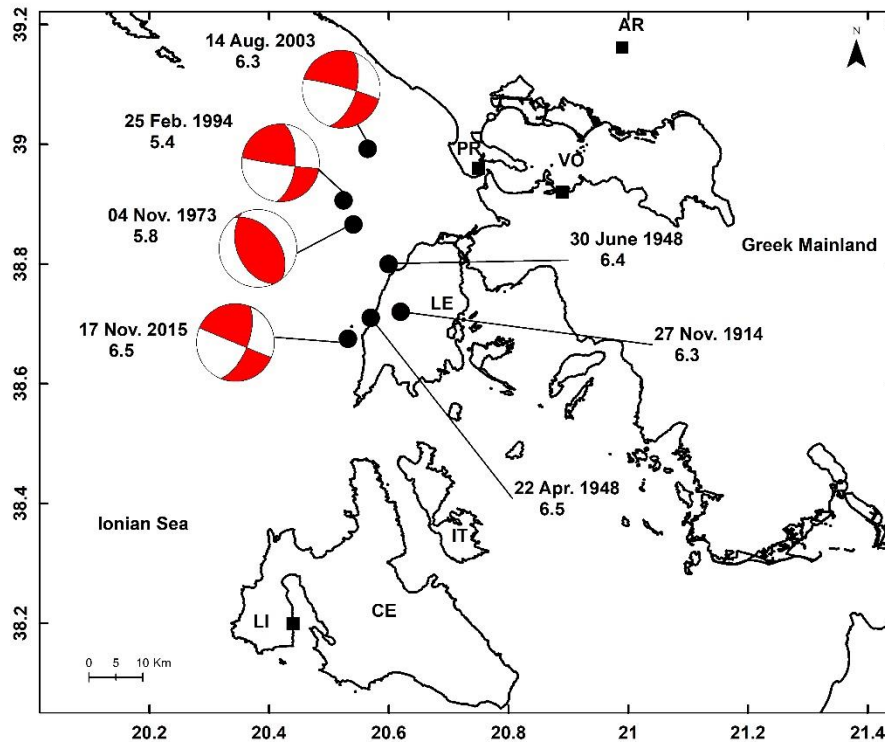 39.2
39
38.8
38.6
38.4
38.2
14 Aug. 2003
6.3
25 Feb. 1994
5.4
04 Nov. 1973
5.8
17 Nov. 2015
6.5
AR
N
PR
VO
30 June 1948
6.4
Greek Mainland
LE
27 Nov. 1914
6.3
22 Apr. 1948
6.5
Ionian Sea
IT
LI
CE
0 5 10 Km
20.2 20.4 20.6 20.8 21 21.2 21.4